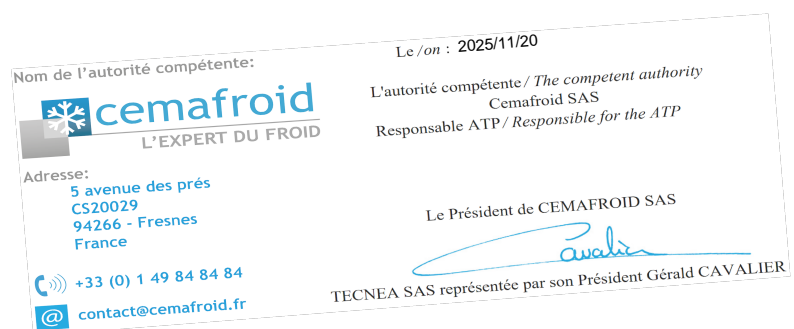 Nom de l'autorité compétente:
cemafroid
L'EXPERT DU FROID
Adresse:
5 avenue des prés
CS20029
94266 - Fresnes
France
+33 (0) 1 49 84 84 84
@ contact@cemafroid.fr
Le /on : 2025/11/20
L'autorité compétente / The competent authority
Cemafroid SAS
Responsable ATP / Responsible for the ATP
Le Président de CEMAFROID SAS
Cavalier
TECNEA SAS représentée par son Président Gérald CAVALIER